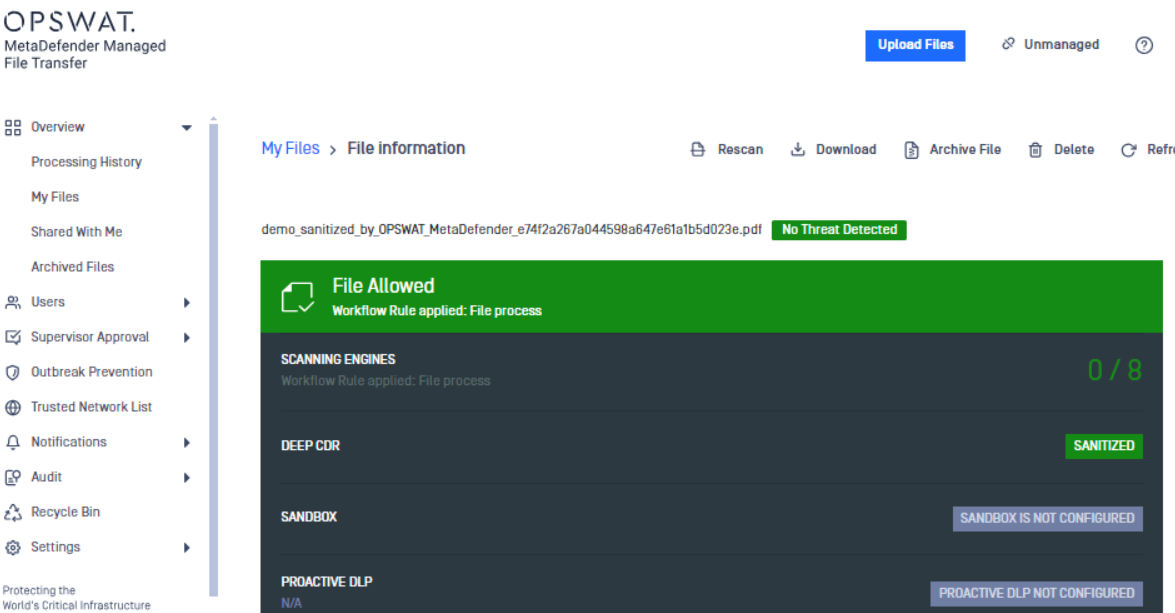 OPSWAT.
MetaDefender Managed
File Transfer
Upload Files
Unmanaged
Overview
Processing History
My Files
Shared With Me
Archived Files
Users
Supervisor Approval
Outbreak Prevention
Trusted Network List
Notifications
Audit
Recycle Bin
Settings
Protecting the
World's Critical Infrastructure
My Files > File information
Rescan
Download
Archive File
Delete
Refr
demo_sanitized_by_OPSWAT_MetaDefender_e74f2a267a044598a647e61a1b5d023e.pdf No Threat Detected
File Allowed
Workflow Rule applied: File process
SCANNING ENGINES
Workflow Rule applied: File process
0 / 8
DEEP CDR
SANITIZED
SANDBOX
SANDBOX IS NOT CONFIGURED
PROACTIVE DLP
N/A
PROACTIVE DLP NOT CONFIGURED